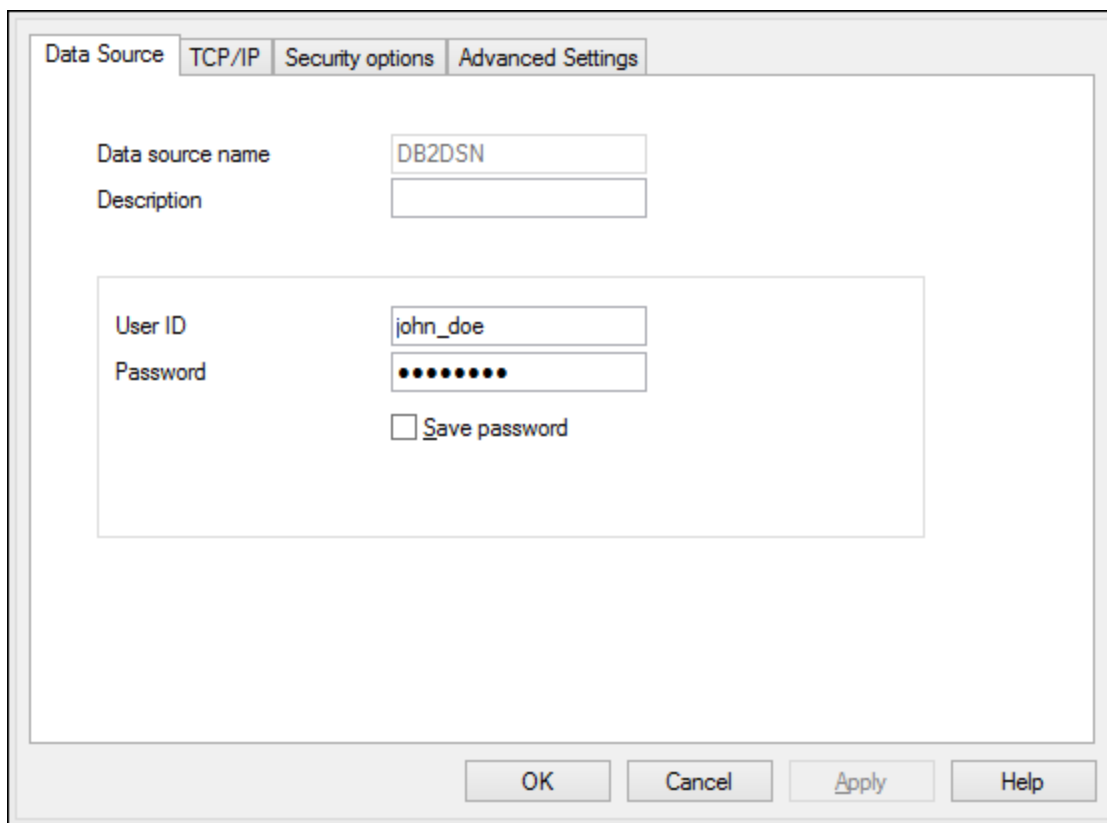 Data Source TCP/IP Security options Advanced Settings
Data source name DB2DSN
Description
User ID john_doe
Password ●●●●●●●●
Save password
OK Cancel Apply Help